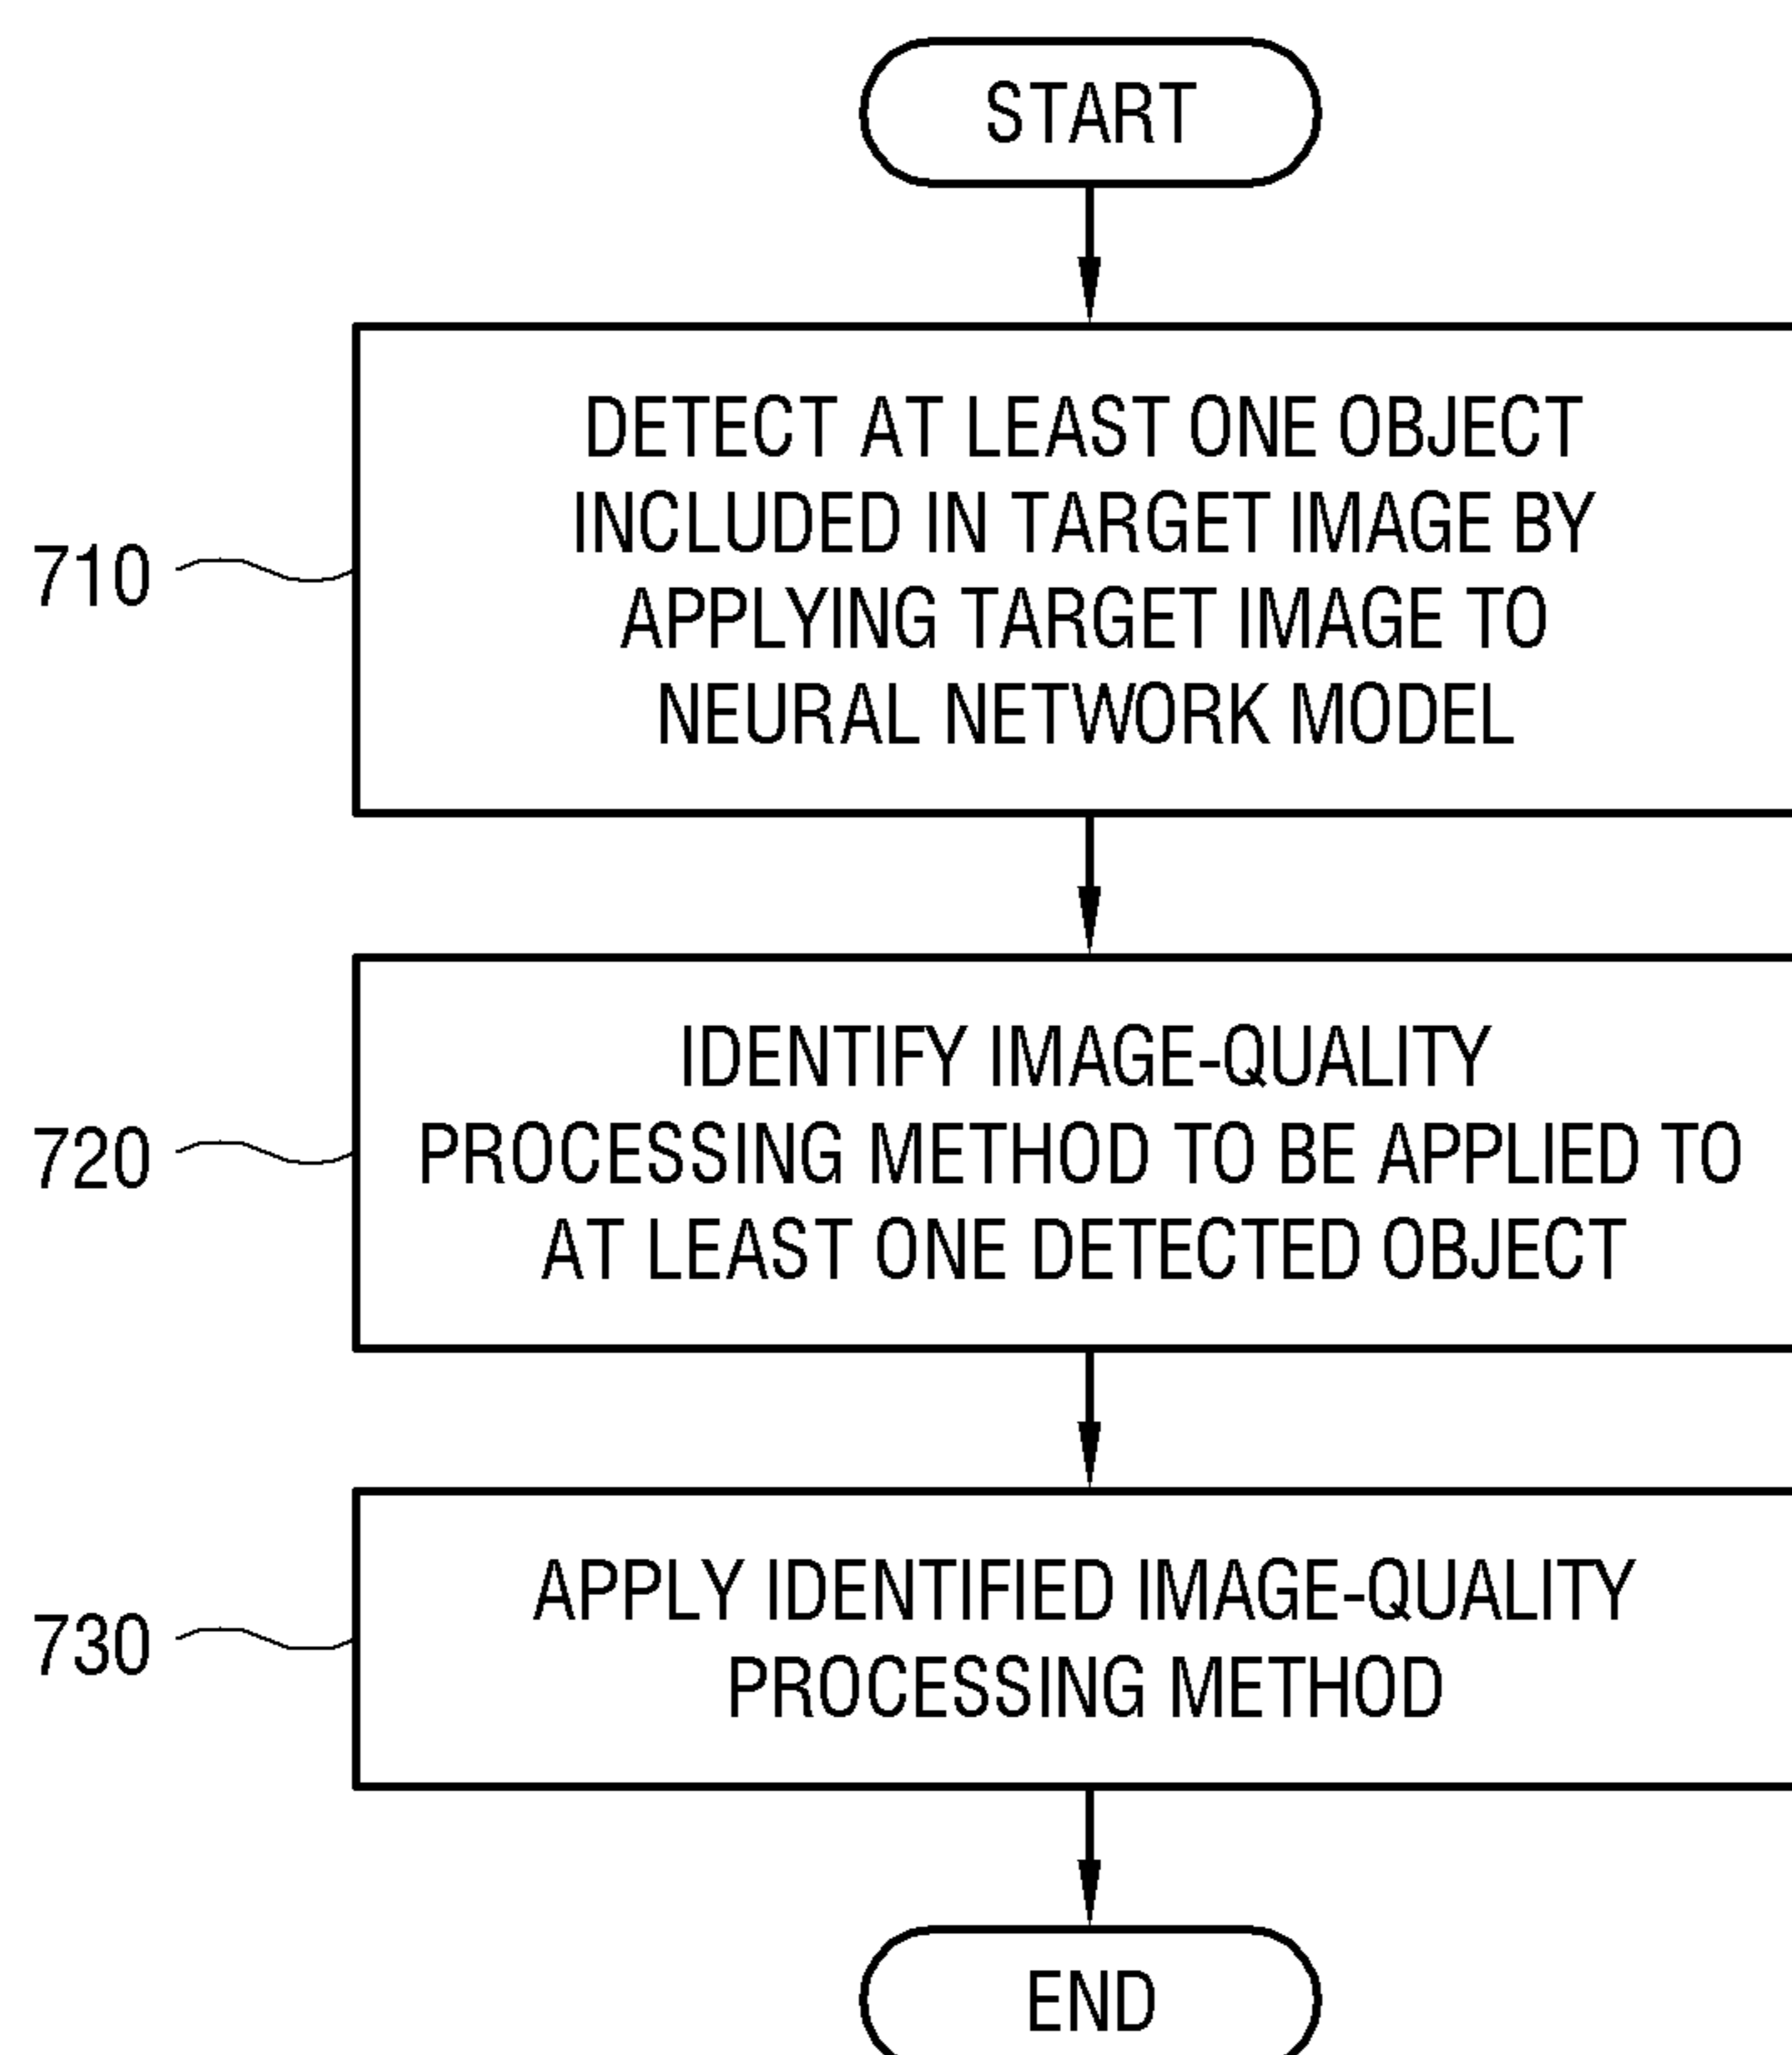 START
DETECT AT LEAST ONE OBJECT
INCLUDED IN TARGET IMAGE BY
APPLYING TARGET IMAGE TO
NEURAL NETWORK MODEL
710
IDENTIFY IMAGE-QUALITY
PROCESSING METHOD TO BE APPLIED TO
AT LEAST ONE DETECTED OBJECT
720
APPLY IDENTIFIED IMAGE-QUALITY
PROCESSING METHOD
730
END